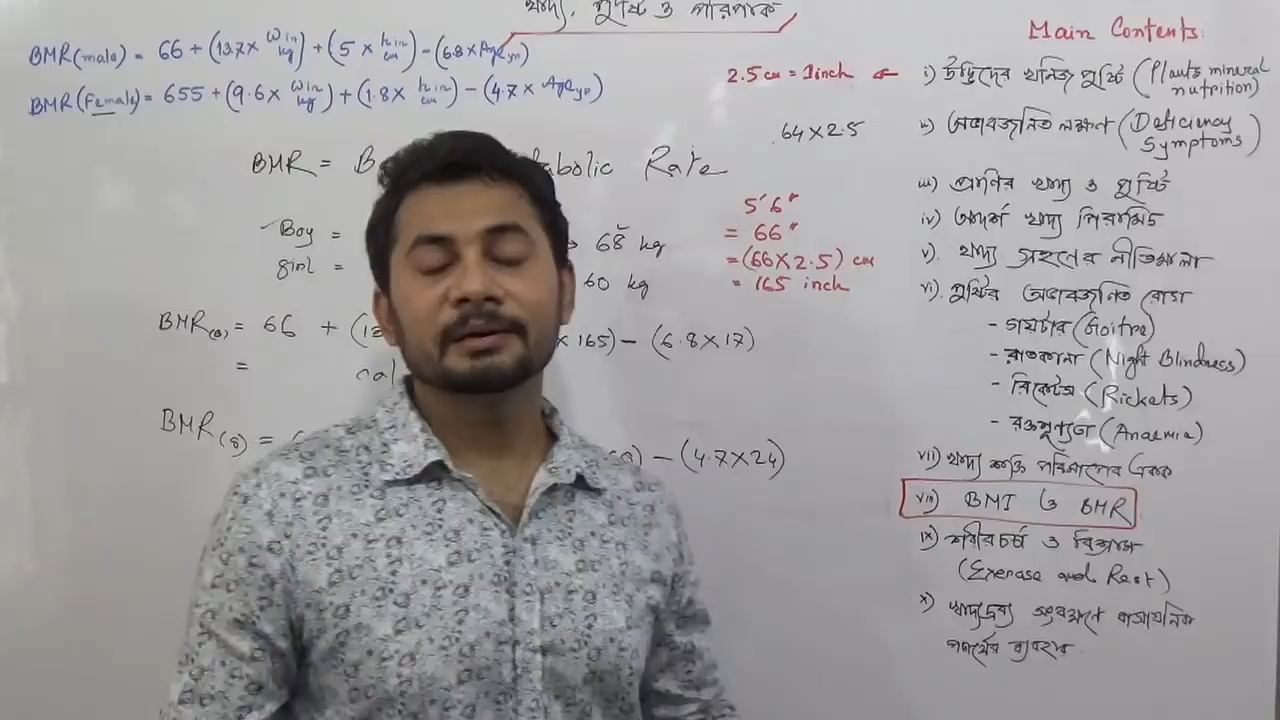 খাদ্য, পুষ্টি ও পরিপাক
BMR(male) = 66 + (13.7 × W in kg) + (5 × h in cm) − (6.8 × Age yr)
BMR(Female) = 655 + (9.6 × W in kg) + (1.8 × h in cm) − (4.7 × Age yr)
2.5 cm = 1 inch ←
64 × 2.5
BMR = Ba abolic Rate
5'6"
Boy = 68 kg
= 66"
girl = 60 kg
= (66 × 2.5) cm
= 165 inch
BMR(B) = 66 + (13 × 165) − (6.8 × 17)
= cal
BMR(g) = ( − (4.7 × 24)
Main Contents:
i) উদ্ভিদের খনিজ পুষ্টি (Plants mineral nutrition)
ii) অভাবজনিত লক্ষণ (Deficiency Symptoms)
iii) প্রাণির খাদ্য ও পুষ্টি
iv) আদর্শ খাদ্য পিরামিড
v). খাদ্য গ্রহণের নীতিমালা
vi). পুষ্টির অভাবজনিত রোগ
- গয়টার (Goitre)
- রাতকানা (Night Blindness)
- রিকেটস (Rickets)
- রক্তশূণ্যতা (Anaemia)
vii) খাদ্য শক্তি পরিমাপের একক
viii) BMI ও BMR
ix) শরীরচর্চা ও বিশ্রাম
(Exercise and Rest)
x) খাদ্যদ্রব্য সংরক্ষণে রাসায়নিক
পদার্থের ব্যবহার